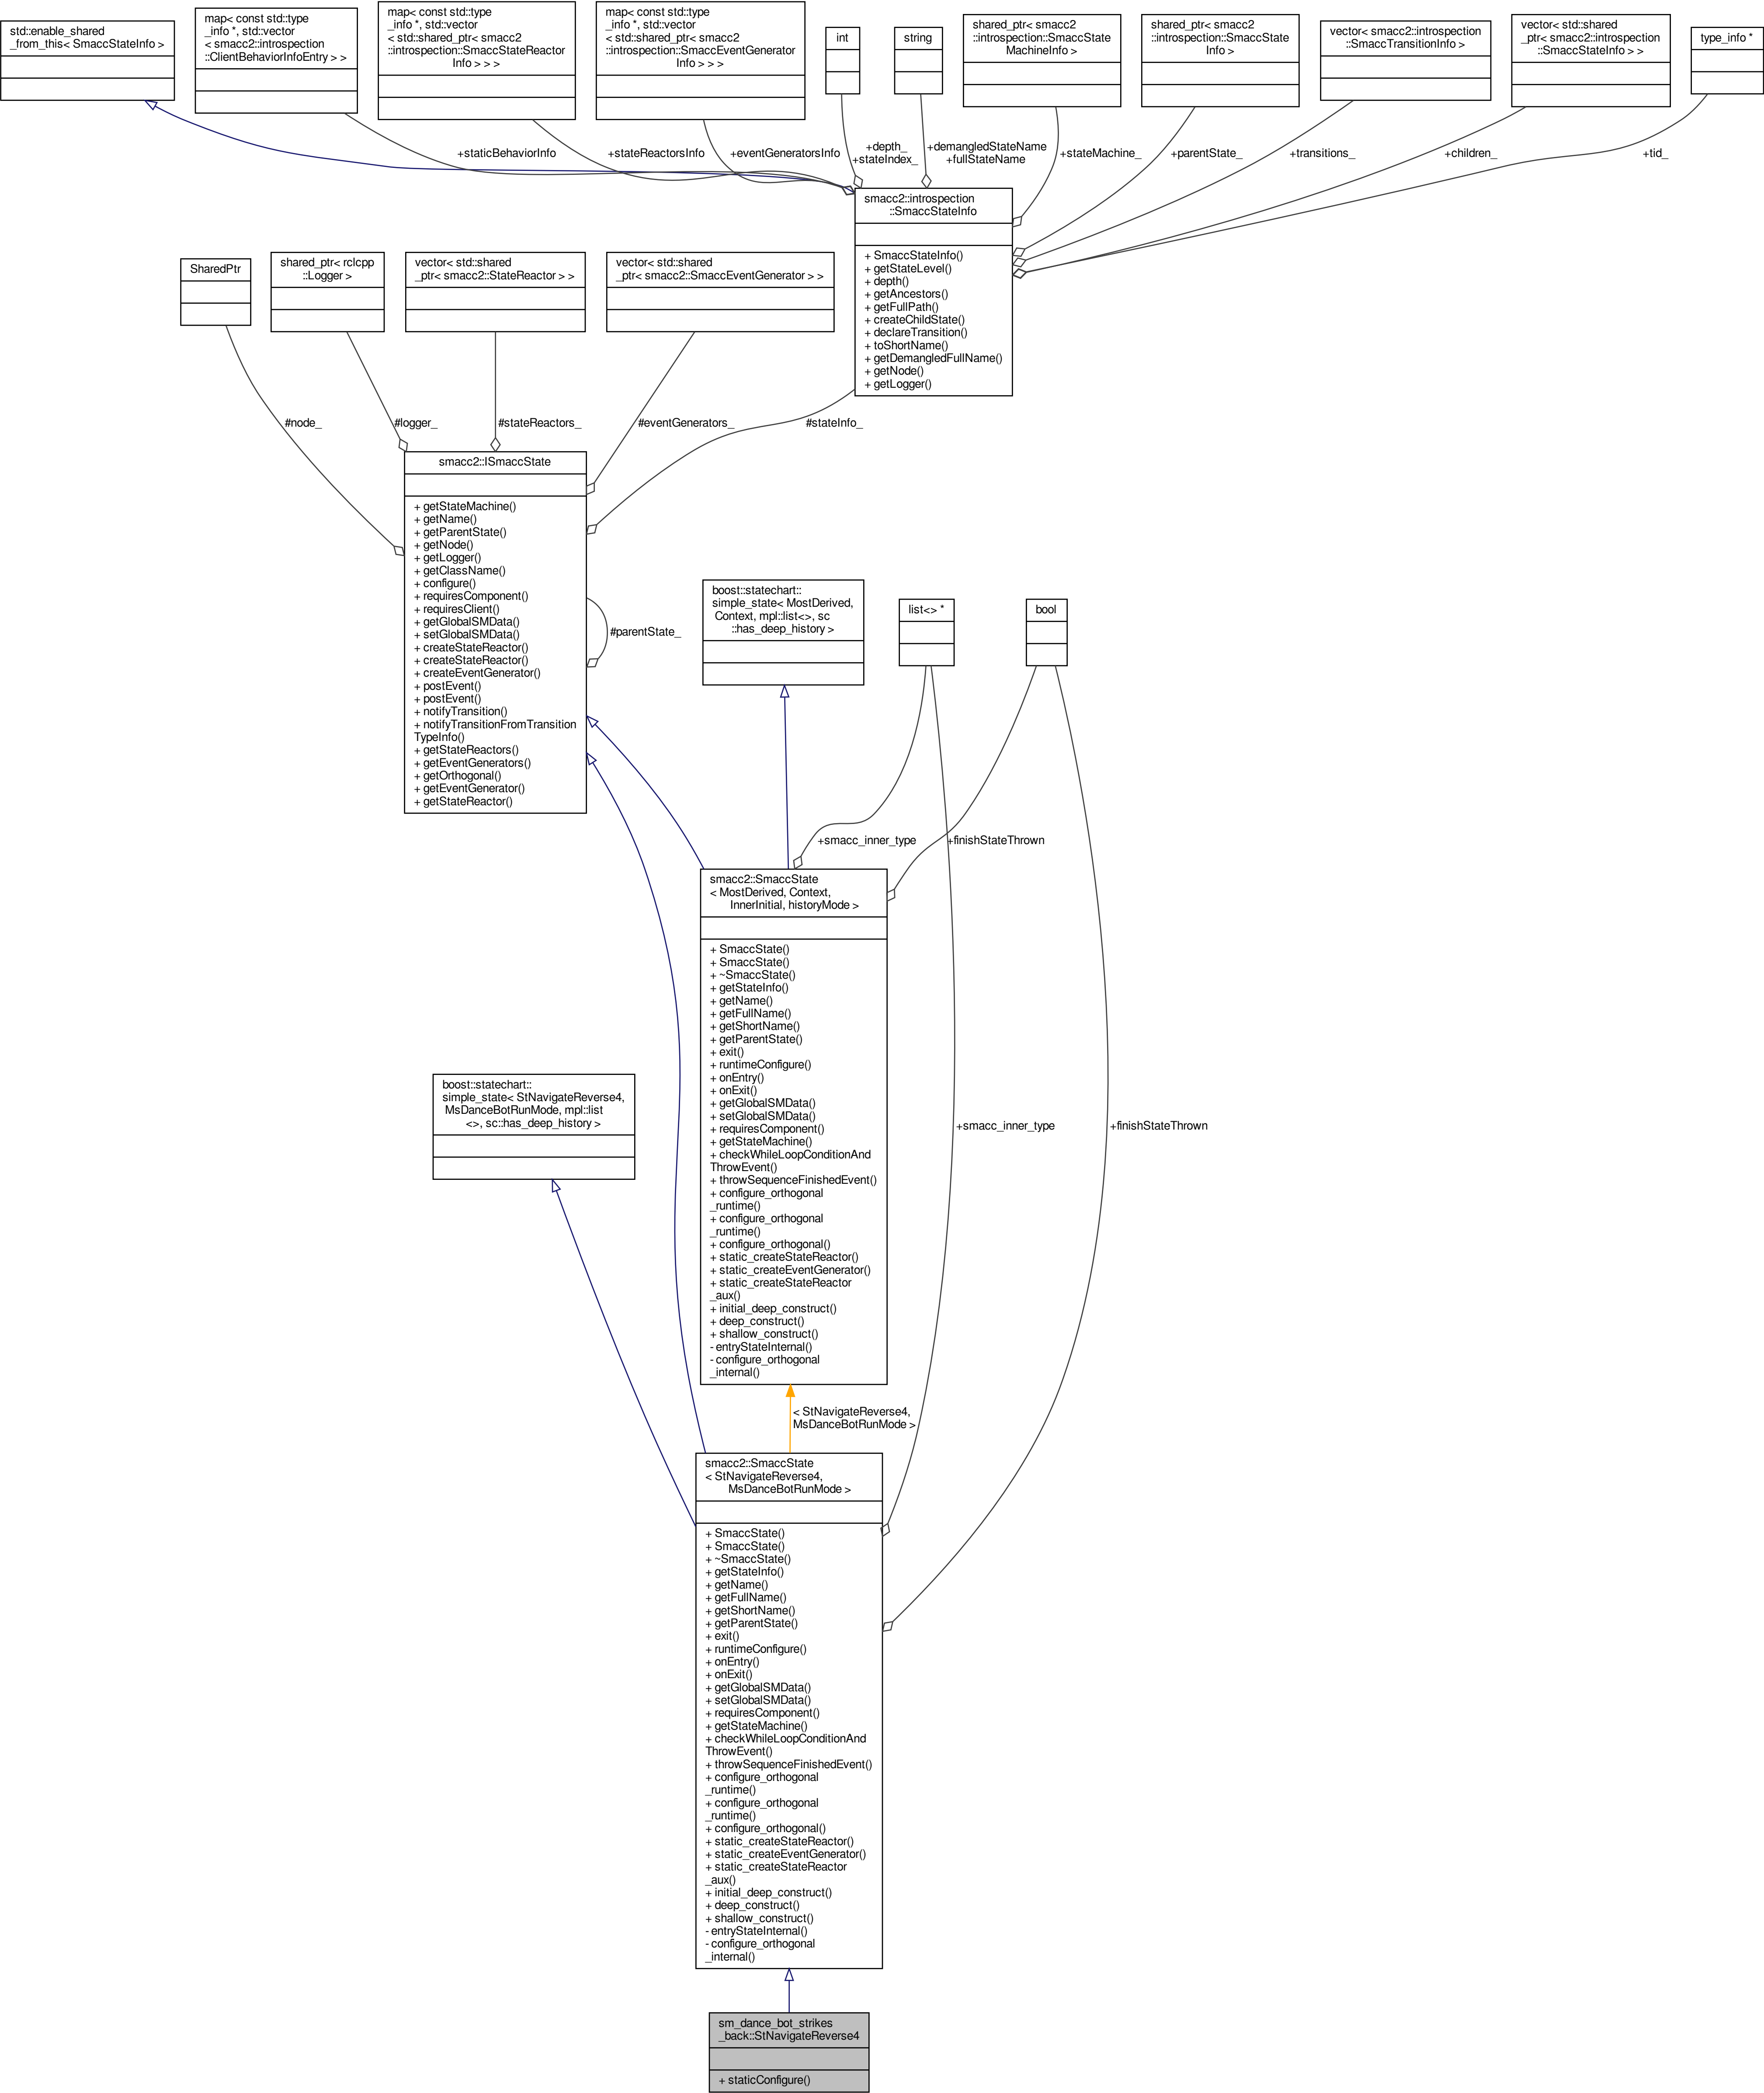 std::enable_shared
_from_this< SmaccStateInfo >
map< const std::type
_info *, std::vector
< smacc2::introspection
::ClientBehaviorInfoEntry > >
map< const std::type
_info *, std::vector
< std::shared_ptr< smacc2
::introspection::SmaccStateReactor
Info > > >
map< const std::type
_info *, std::vector
< std::shared_ptr< smacc2
::introspection::SmaccEventGenerator
Info > > >
int
string
shared_ptr< smacc2
::introspection::SmaccState
MachineInfo >
shared_ptr< smacc2
::introspection::SmaccState
Info >
vector< smacc2::introspection
::SmaccTransitionInfo >
vector< std::shared
_ptr< smacc2::introspection
::SmaccStateInfo > >
type_info *
+staticBehaviorInfo
+stateReactorsInfo
+eventGeneratorsInfo
+depth_
+stateIndex_
+demangledStateName
+fullStateName
+stateMachine_
+parentState_
+transitions_
+children_
+tid_
smacc2::introspection
::SmaccStateInfo
+ SmaccStateInfo()
+ getStateLevel()
+ depth()
+ getAncestors()
+ getFullPath()
+ createChildState()
+ declareTransition()
+ toShortName()
+ getDemangledFullName()
+ getNode()
+ getLogger()
SharedPtr
shared_ptr< rclcpp
::Logger >
vector< std::shared
_ptr< smacc2::StateReactor > >
vector< std::shared
_ptr< smacc2::SmaccEventGenerator > >
#node_
#logger_
#stateReactors_
#eventGenerators_
#stateInfo_
smacc2::ISmaccState
+ getStateMachine()
+ getName()
+ getParentState()
+ getNode()
+ getLogger()
+ getClassName()
+ configure()
+ requiresComponent()
+ requiresClient()
+ getGlobalSMData()
+ setGlobalSMData()
+ createStateReactor()
+ createStateReactor()
+ createEventGenerator()
+ postEvent()
+ postEvent()
+ notifyTransition()
+ notifyTransitionFromTransition
TypeInfo()
+ getStateReactors()
+ getEventGenerators()
+ getOrthogonal()
+ getEventGenerator()
+ getStateReactor()
#parentState_
boost::statechart::
simple_state< MostDerived,
Context, mpl::list<>, sc
::has_deep_history >
list<> *
bool
+smacc_inner_type
+finishStateThrown
smacc2::SmaccState
< MostDerived, Context,
InnerInitial, historyMode >
+ SmaccState()
+ SmaccState()
+ ~SmaccState()
+ getStateInfo()
+ getName()
+ getFullName()
+ getShortName()
+ getParentState()
+ exit()
+ runtimeConfigure()
+ onEntry()
+ onExit()
+ getGlobalSMData()
+ setGlobalSMData()
+ requiresComponent()
+ getStateMachine()
+ checkWhileLoopConditionAnd
ThrowEvent()
+ throwSequenceFinishedEvent()
+ configure_orthogonal
_runtime()
+ configure_orthogonal
_runtime()
+ configure_orthogonal()
+ static_createStateReactor()
+ static_createEventGenerator()
+ static_createStateReactor
_aux()
+ initial_deep_construct()
+ deep_construct()
+ shallow_construct()
- entryStateInternal()
- configure_orthogonal
_internal()
boost::statechart::
simple_state< StNavigateReverse4,
MsDanceBotRunMode, mpl::list
<>, sc::has_deep_history >
+smacc_inner_type
+finishStateThrown
< StNavigateReverse4,
MsDanceBotRunMode >
smacc2::SmaccState
< StNavigateReverse4,
MsDanceBotRunMode >
+ SmaccState()
+ SmaccState()
+ ~SmaccState()
+ getStateInfo()
+ getName()
+ getFullName()
+ getShortName()
+ getParentState()
+ exit()
+ runtimeConfigure()
+ onEntry()
+ onExit()
+ getGlobalSMData()
+ setGlobalSMData()
+ requiresComponent()
+ getStateMachine()
+ checkWhileLoopConditionAnd
ThrowEvent()
+ throwSequenceFinishedEvent()
+ configure_orthogonal
_runtime()
+ configure_orthogonal
_runtime()
+ configure_orthogonal()
+ static_createStateReactor()
+ static_createEventGenerator()
+ static_createStateReactor
_aux()
+ initial_deep_construct()
+ deep_construct()
+ shallow_construct()
- entryStateInternal()
- configure_orthogonal
_internal()
sm_dance_bot_strikes
_back::StNavigateReverse4
+ staticConfigure()